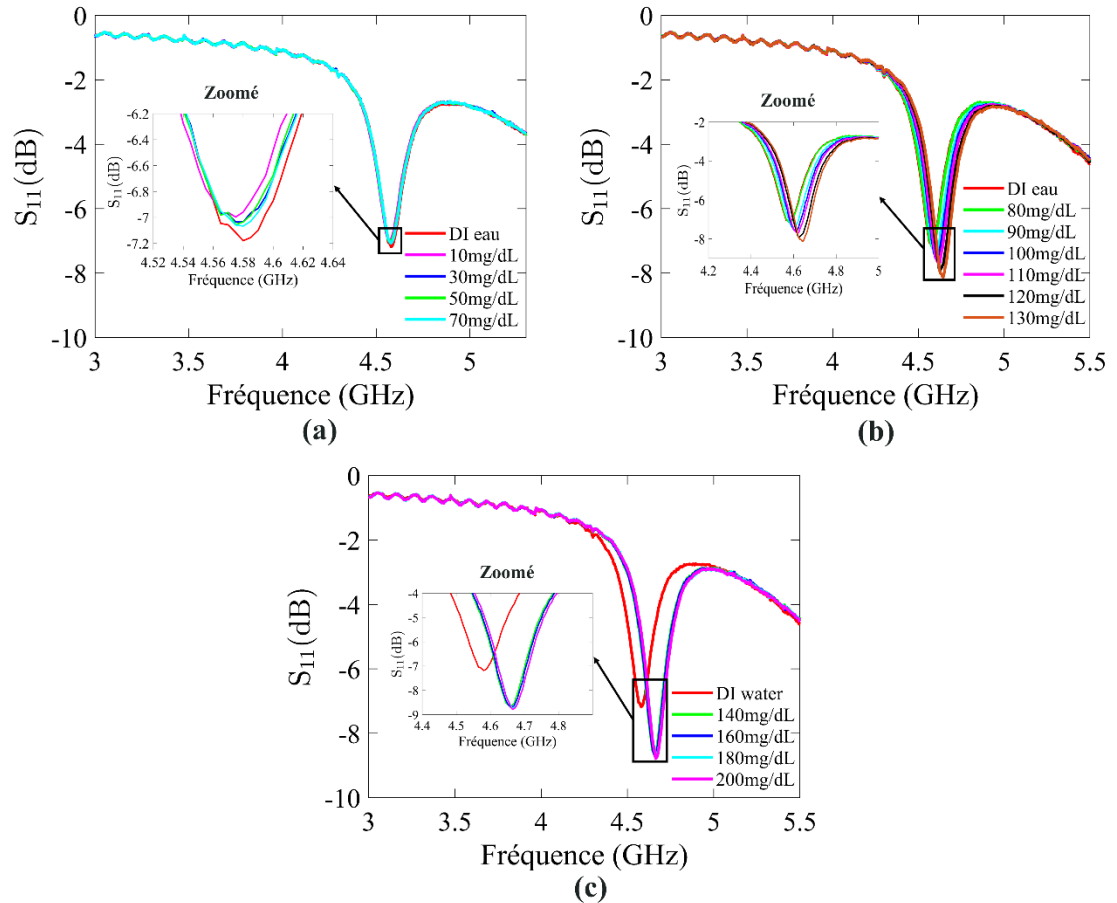 0
-2
-4
-6
-8
-10
S11(dB)
Zoomé
-6.2
-6.4
-6.6
-6.8
-7
-7.2
S11(dB)
4.52 4.54 4.56 4.58 4.6 4.62 4.64
Fréquence (GHz)
DI eau
10mg/dL
30mg/dL
50mg/dL
70mg/dL
3 3.5 4 4.5 5
Fréquence (GHz)
(a)
0
-2
-4
-6
-8
-10
S11(dB)
Zoomé
-2
-4
-6
-8
S11(dB)
4.2 4.4 4.6 4.8 5
Fréquence (GHz)
DI eau
80mg/dL
90mg/dL
100mg/dL
110mg/dL
120mg/dL
130mg/dL
3 3.5 4 4.5 5 5.5
Fréquence (GHz)
(b)
0
-2
-4
-6
-8
-10
S11(dB)
Zoomé
-4
-5
-6
-7
-8
-9
S11(dB)
4.4 4.5 4.6 4.7 4.8
Fréquence (GHz)
DI water
140mg/dL
160mg/dL
180mg/dL
200mg/dL
3 3.5 4 4.5 5 5.5
Fréquence (GHz)
(c)